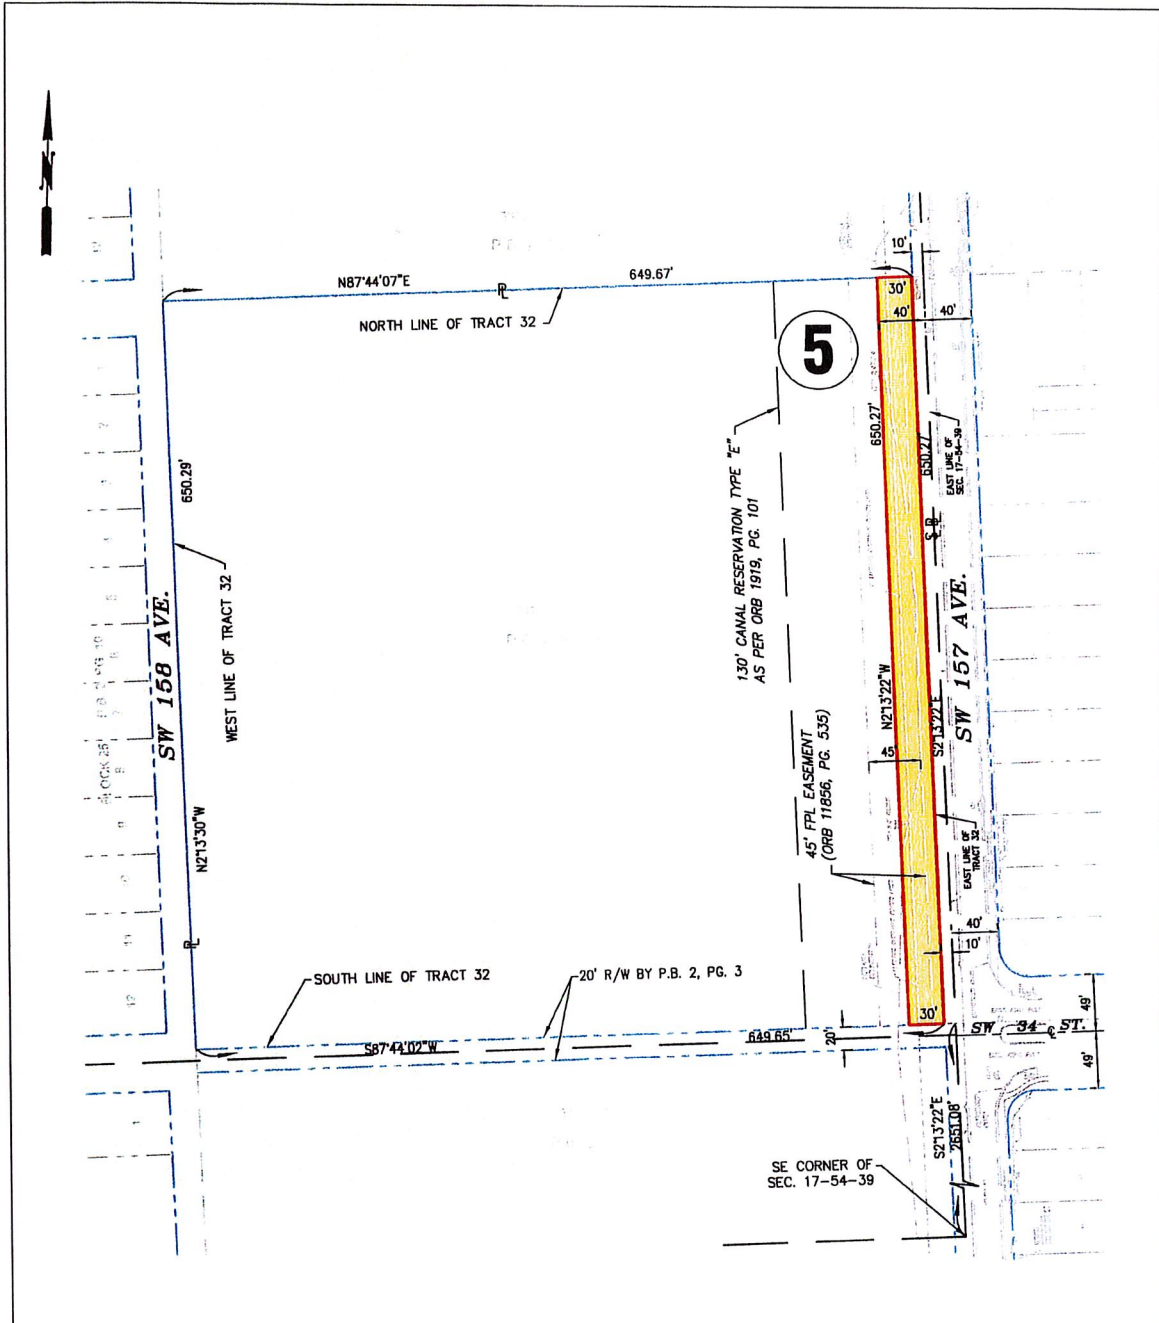 N
10'
N87°44'07"E
649.67'
30'
NORTH LINE OF TRACT 32
40'
40'
5
650.27'
650.27'
EAST LINE OF
SEC. 17-54-39
650.29'
130' CANAL RESERVATION TYPE "E"
AS PER ORB 1919, PG. 101
WEST LINE OF TRACT 32
SW 158 AVE.
SW 157 AVE.
N2°13'22"W
S2°13'22"E
45'
45' FPL EASEMENT
(ORB 11856, PG. 535)
N2°13'30"W
EAST LINE OF
TRACT 32
40'
10'
SOUTH LINE OF TRACT 32
20' R/W BY P.B. 2, PG. 3
30'
49'
SW 34 ST.
649.65'
20'
S87°44'02"W
49'
S2°13'22"E
2651.08'
SE CORNER OF
SEC. 17-54-39